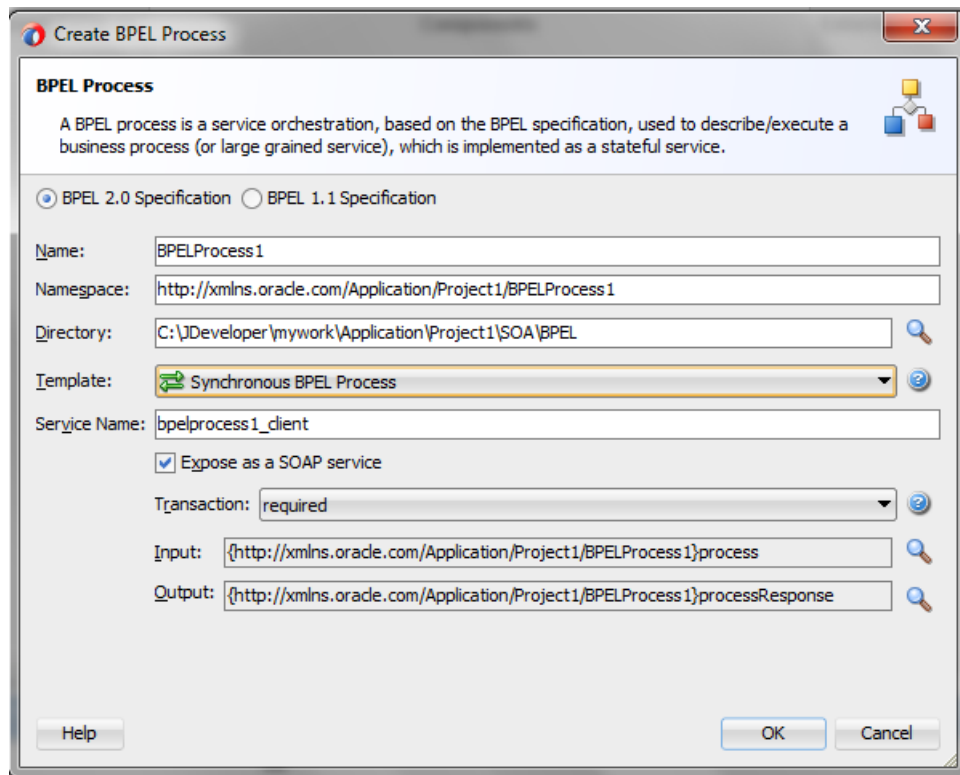 Create BPEL Process
BPEL Process
A BPEL process is a service orchestration, based on the BPEL specification, used to describe/execute a
business process (or large grained service), which is implemented as a stateful service.
BPEL 2.0 Specification BPEL 1.1 Specification
Name: BPELProcess1
Namespace: http://xmlns.oracle.com/Application/Project1/BPELProcess1
Directory: C:\JDeveloper\mywork\Application\Project1\SOA\BPEL
Template: Synchronous BPEL Process
Service Name: bpelprocess1_client
Expose as a SOAP service
Transaction: required
Input: {http://xmlns.oracle.com/Application/Project1/BPELProcess1}process
Output: {http://xmlns.oracle.com/Application/Project1/BPELProcess1}processResponse
Help OK Cancel